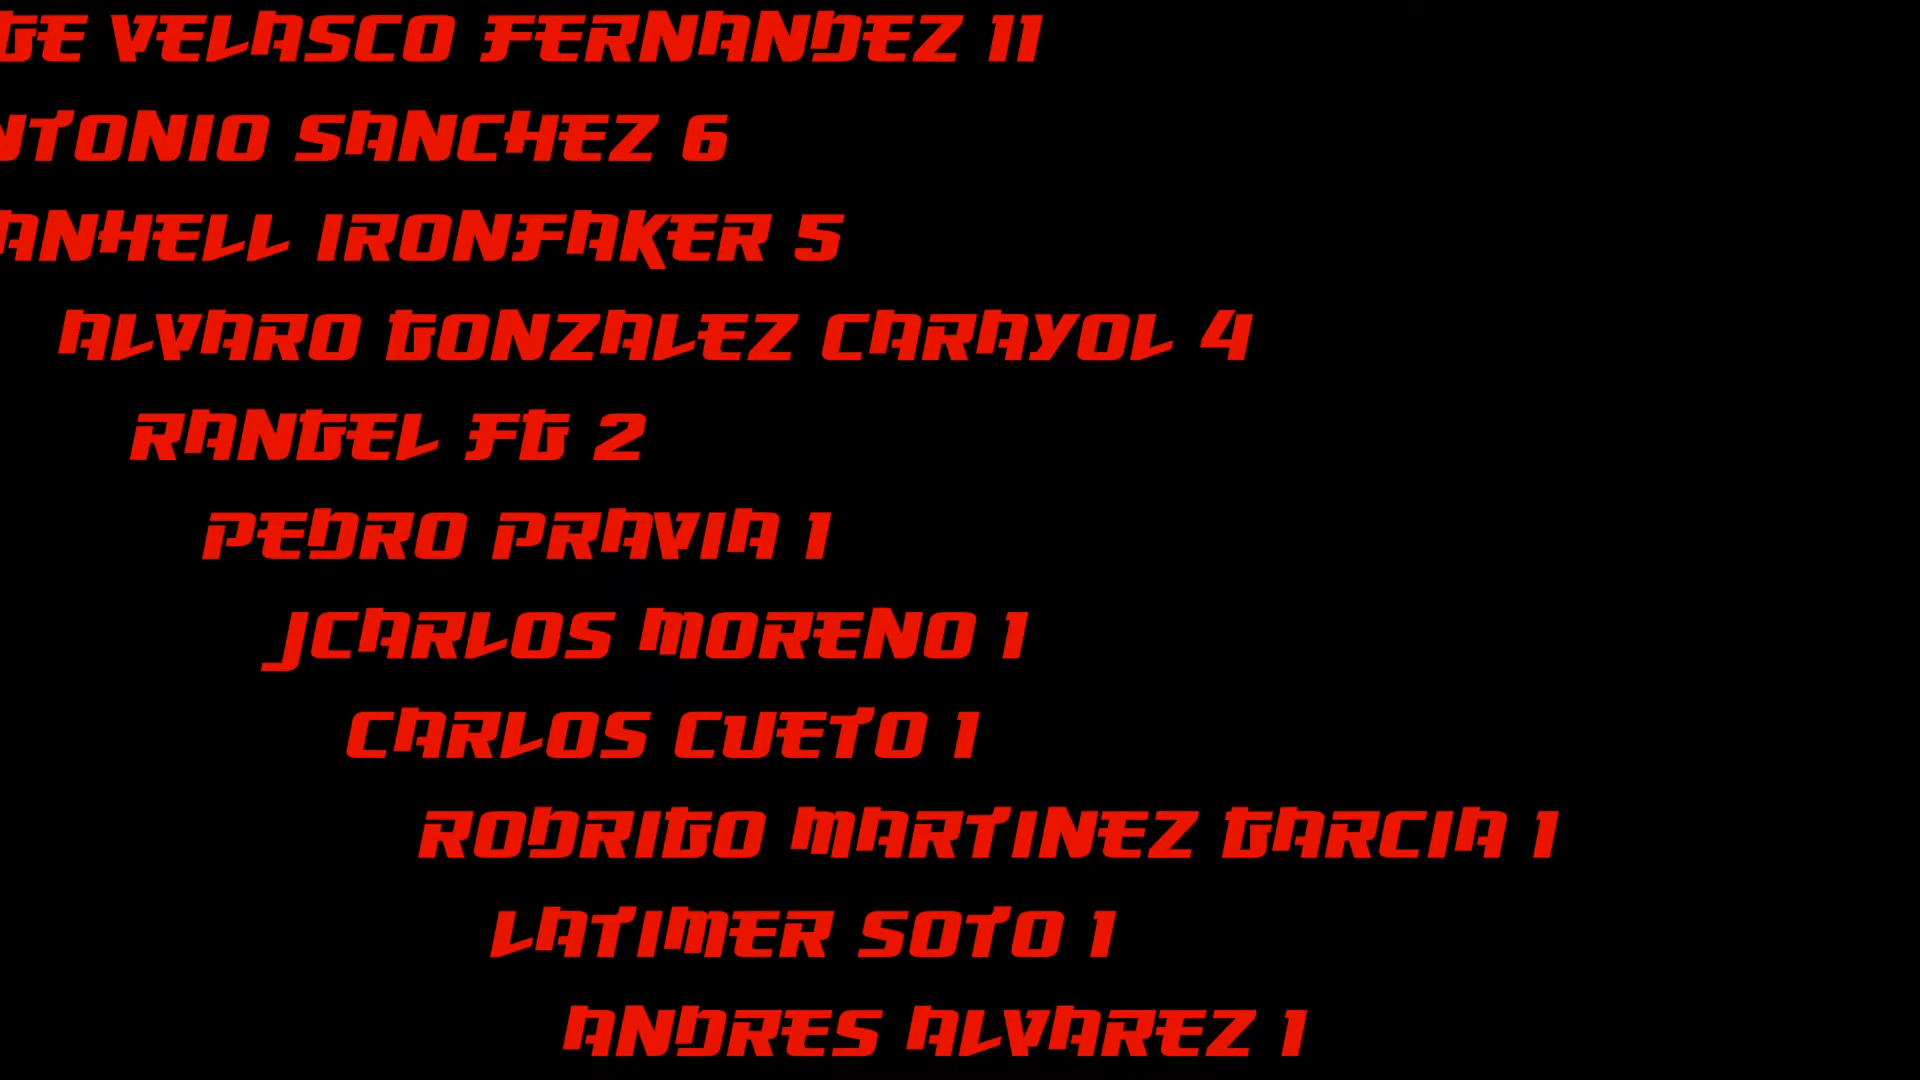 GE VELASCO FERNANDEZ 11
NTONIO SANCHEZ 6
ANHELL IRONFAKER 5
ALVARO GONZALEZ CARAYOL 4
RANGEL FG 2
PEDRO PRAVIA 1
JCARLOS MORENO 1
CARLOS CUETO 1
RODRIGO MARTINEZ GARCIA 1
LATIMER SOTO 1
ANDRES ALVAREZ 1